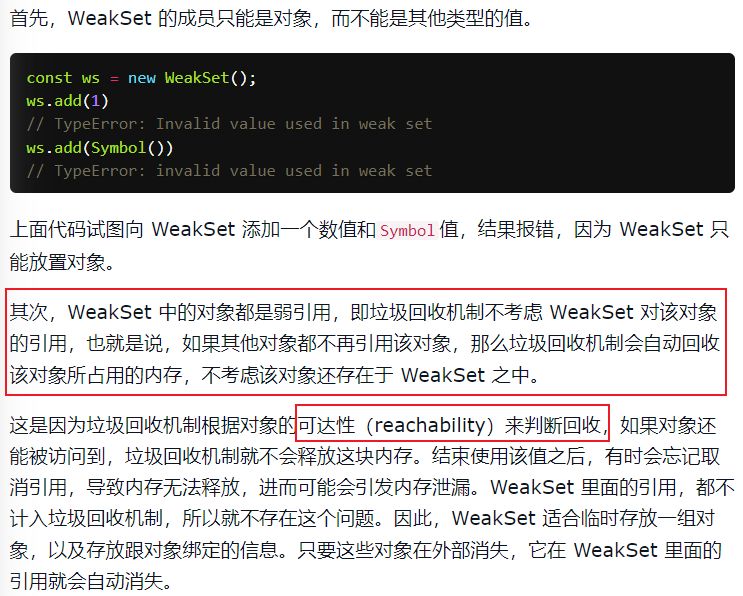 首先，WeakSet 的成员只能是对象，而不能是其他类型的值。
const ws = new WeakSet();
ws.add(1)
// TypeError: Invalid value used in weak set
ws.add(Symbol())
// TypeError: invalid value used in weak set
上面代码试图向 WeakSet 添加一个数值和Symbol值，结果报错，因为 WeakSet 只
能放置对象。
其次，WeakSet 中的对象都是弱引用，即垃圾回收机制不考虑 WeakSet 对该对象
的引用，也就是说，如果其他对象都不再引用该对象，那么垃圾回收机制会自动回收
该对象所占用的内存，不考虑该对象还存在于 WeakSet 之中。
这是因为垃圾回收机制根据对象的可达性（reachability）来判断回收，如果对象还
能被访问到，垃圾回收机制就不会释放这块内存。结束使用该值之后，有时会忘记取
消引用，导致内存无法释放，进而可能会引发内存泄漏。WeakSet 里面的引用，都不
计入垃圾回收机制，所以就不存在这个问题。因此，WeakSet 适合临时存放一组对
象，以及存放跟对象绑定的信息。只要这些对象在外部消失，它在 WeakSet 里面的
引用就会自动消失。